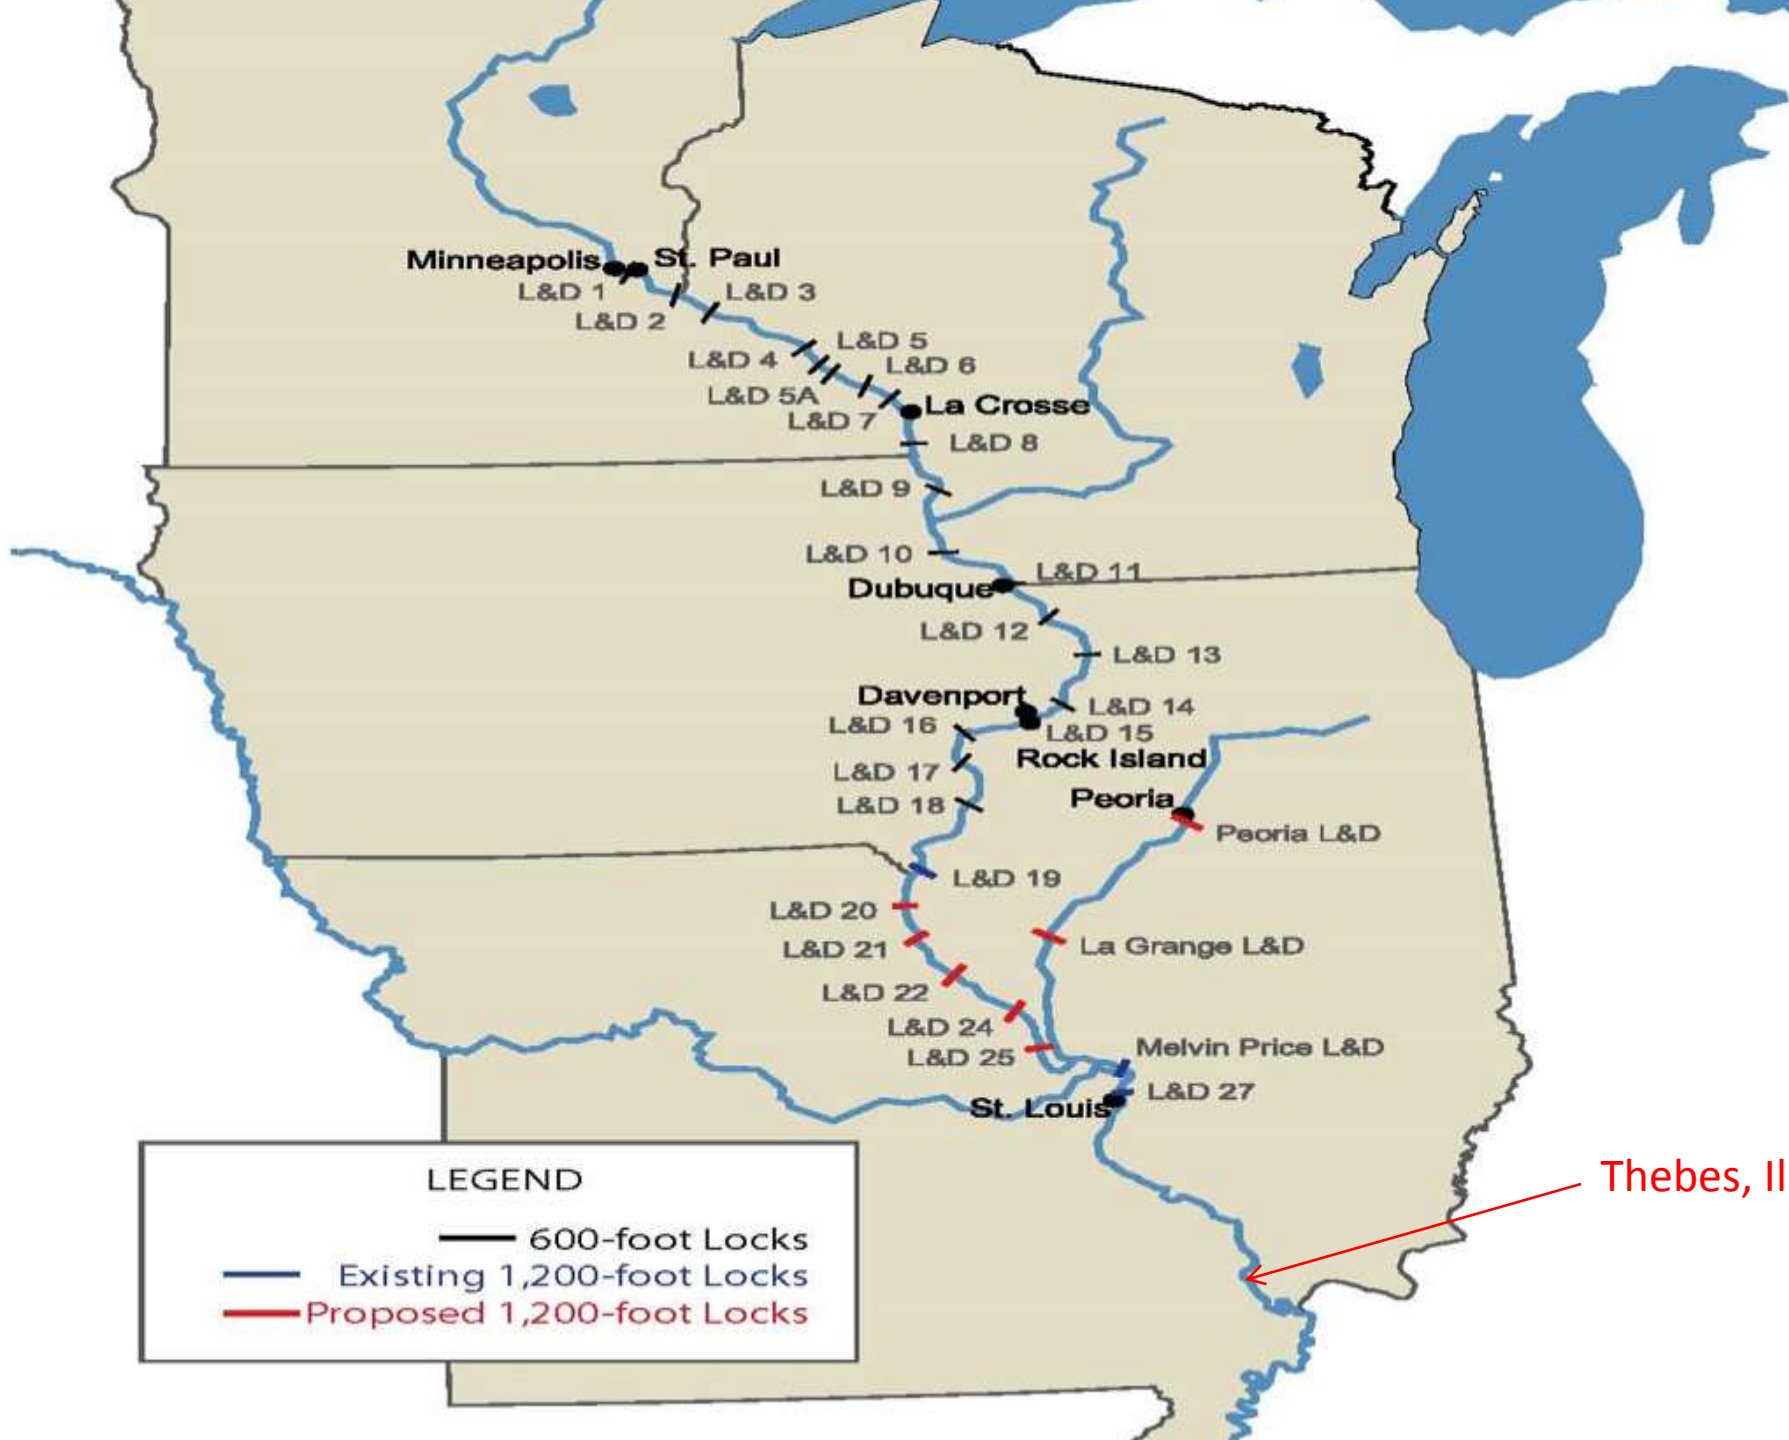 Minneapolis
St. Paul
L&D 1
L&D 3
L&D 2
L&D 5
L&D 4
L&D 6
L&D 5A
La Crosse
L&D 7
L&D 8
L&D 9
L&D 10
L&D 11
Dubuque
L&D 12
L&D 13
Davenport
L&D 14
L&D 16
L&D 15
Rock Island
L&D 17
Peoria
L&D 18
Peoria L&D
L&D 19
L&D 20
La Grange L&D
L&D 21
L&D 22
L&D 24
Melvin Price L&D
L&D 25
L&D 27
St. Louis
Thebes, Il
LEGEND
600-foot Locks
Existing 1,200-foot Locks
Proposed 1,200-foot Locks